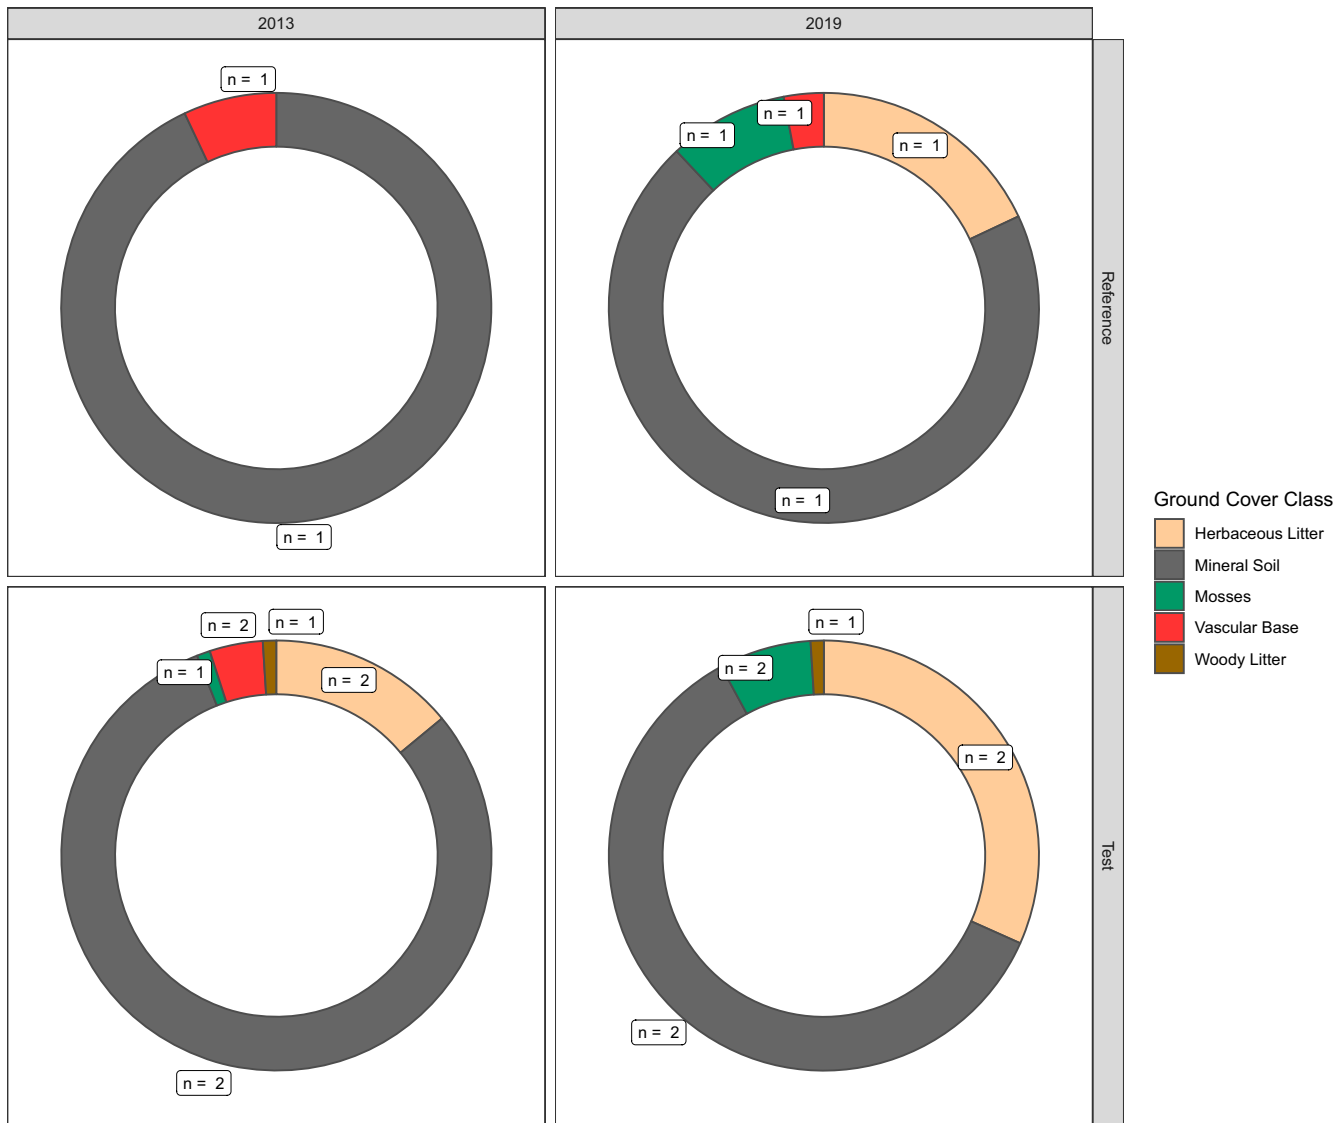 2013
2019
n = 1
n = 1
n = 1
n = 1
n = 1
n = 1
Reference
n = 2
n = 1
n = 1
n = 2
n = 2
n = 1
n = 2
n = 2
n = 2
Test
Ground Cover Class
Herbaceous Litter
Mineral Soil
Mosses
Vascular Base
Woody Litter